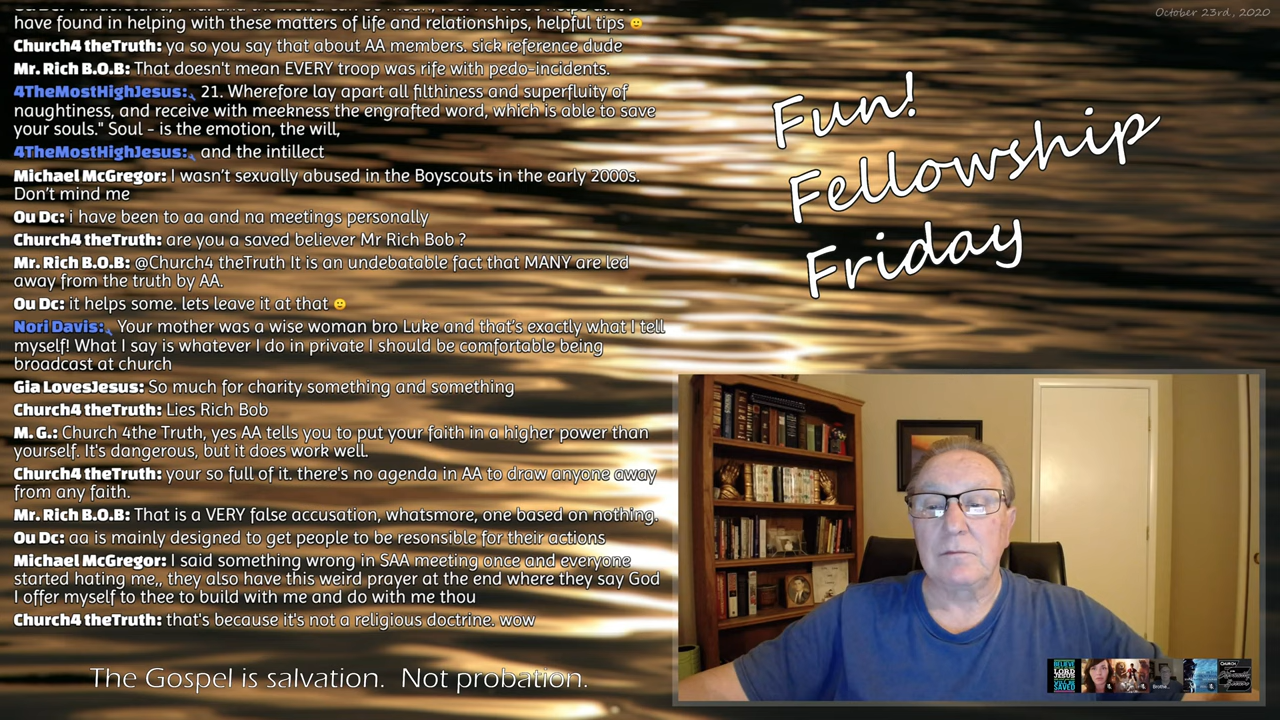 October 23rd, 2020
found in helping with these matters of life and relationships, helpful tips
Church4 theTruth: ya so you say that about AA members. sick reference dude
Mr. Rich B.O.B: That doesn't mean EVERY troop was rife with pedo-incidents.
4TheMostHighJesus: 21. Wherefore lay apart all filthiness and superfluity of
naughtiness, and receive with meekness the engrafted word, which is able to save
your souls." Soul - is the emotion, the will,
4TheMostHighJesus: and the intillect
Michael McGregor: I wasn't sexually abused in the Boyscouts in the early 2000s.
Don't mind me
Ou Dc: i have been to aa and na meetings personally
Church4 theTruth: are you a saved believer Mr Rich Bob ?
Mr. Rich B.O.B: @Church4 theTruth It is an undebatable fact that MANY are led
away from the truth by AA.
Ou Dc: it helps some. lets leave it at that
Nori Davis: Your mother was a wise woman bro Luke and that's exactly what I tell
myself! What I say is whatever I do in private I should be comfortable being
broadcast at church
Gia LovesJesus: So much for charity something and something
Church4 theTruth: Lies Rich Bob
M. G.: Church 4the Truth, yes AA tells you to put your faith in a higher power than
yourself. It's dangerous, but it does work well.
Church4 theTruth: your so full of it. there's no agenda in AA to draw anyone away
from any faith.
Mr. Rich B.O.B: That is a VERY false accusation, whatsmore, one based on nothing.
Ou Dc: aa is mainly designed to get people to be resonsible for their actions
Michael McGregor: I said something wrong in SAA meeting once and everyone
started hating me,, they also have this weird prayer at the end where they say God
I offer myself to thee to build with me and do with me thou
Church4 theTruth: that's because it's not a religious doctrine. wow
The Gospel is salvation. Not probation.
Fun!
Fellowship
Friday
BELIEVE
LORD
JESUS
SAVED
Brothe...
CHURCH